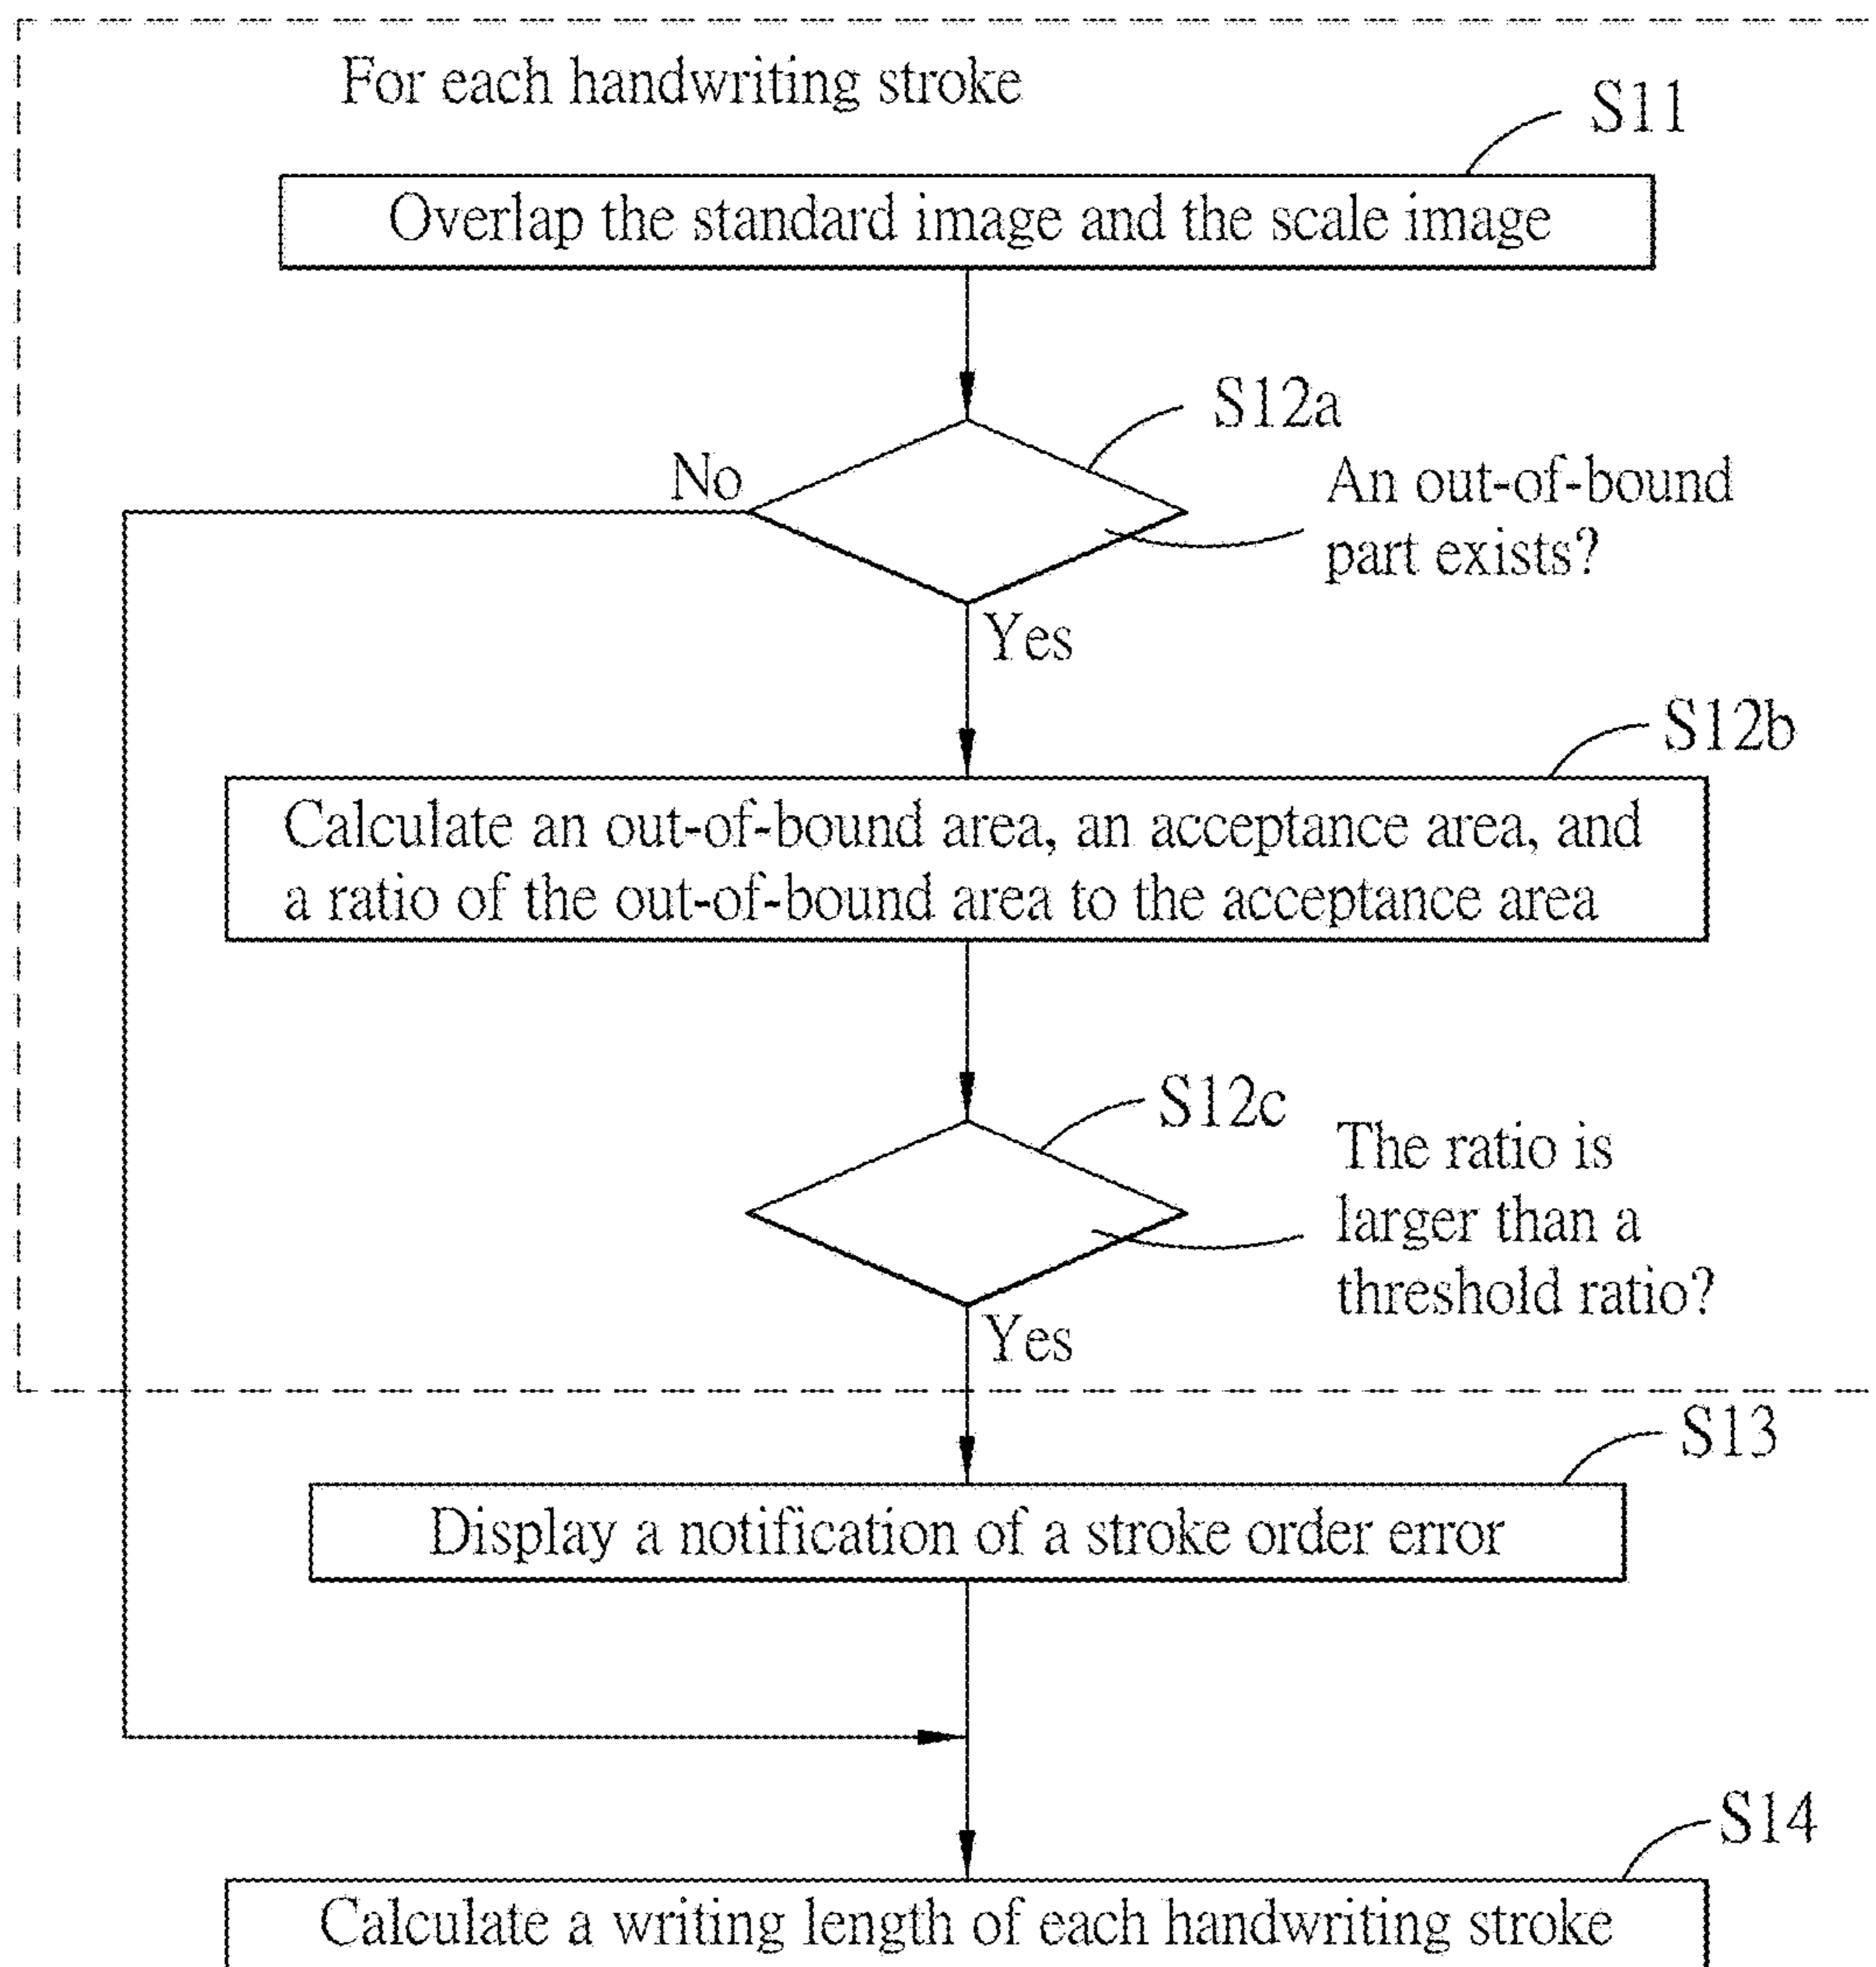 For each handwriting stroke
S11
Overlap the standard image and the scale image
S12a
No
An out-of-bound
part exists?
Yes
S12b
Calculate an out-of-bound area, an acceptance area, and
a ratio of the out-of-bound area to the acceptance area
S12c
The ratio is
larger than a
threshold ratio?
Yes
S13
Display a notification of a stroke order error
S14
Calculate a writing length of each handwriting stroke